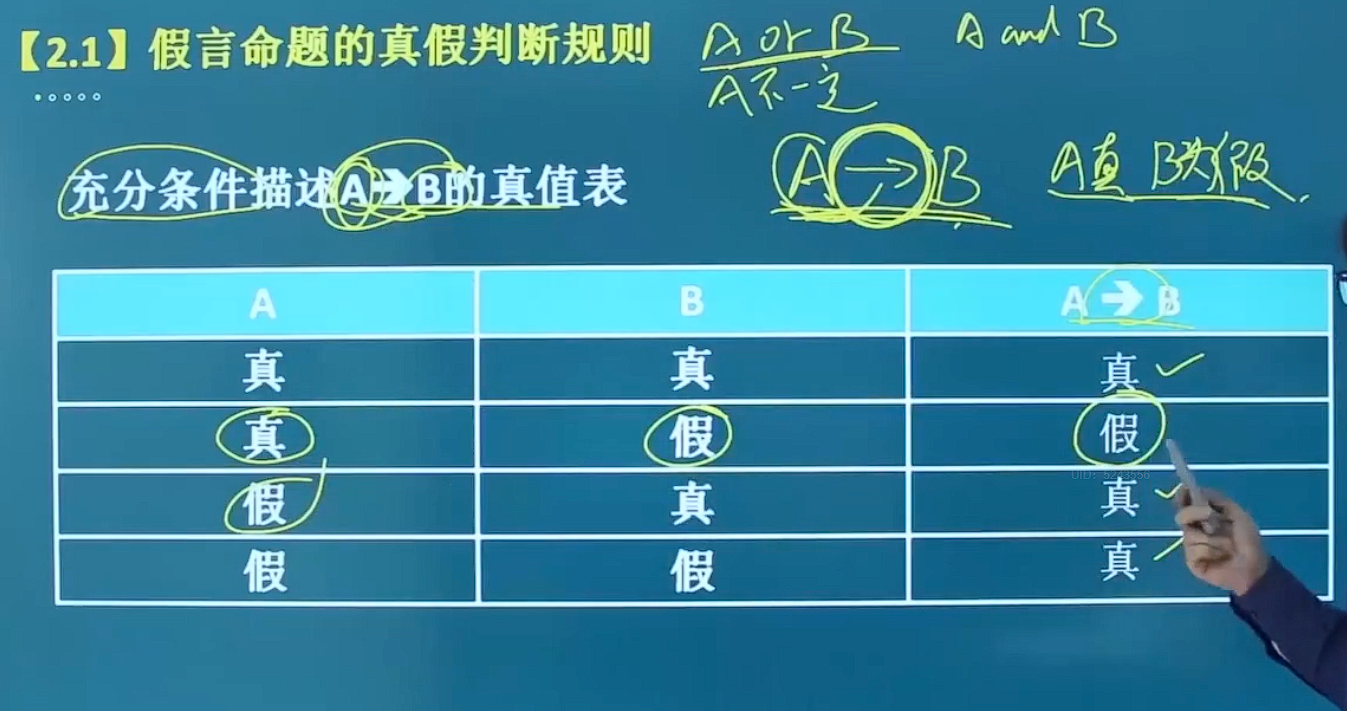 【2.1】假言命题的真假判断规则
A or B
A and B
A不一定
充分条件描述A→B的真值表
A→B
A真 B为假
A B A→B
真 真 真
真 假 假
假 真 真
假 假 真
UID: 5243556